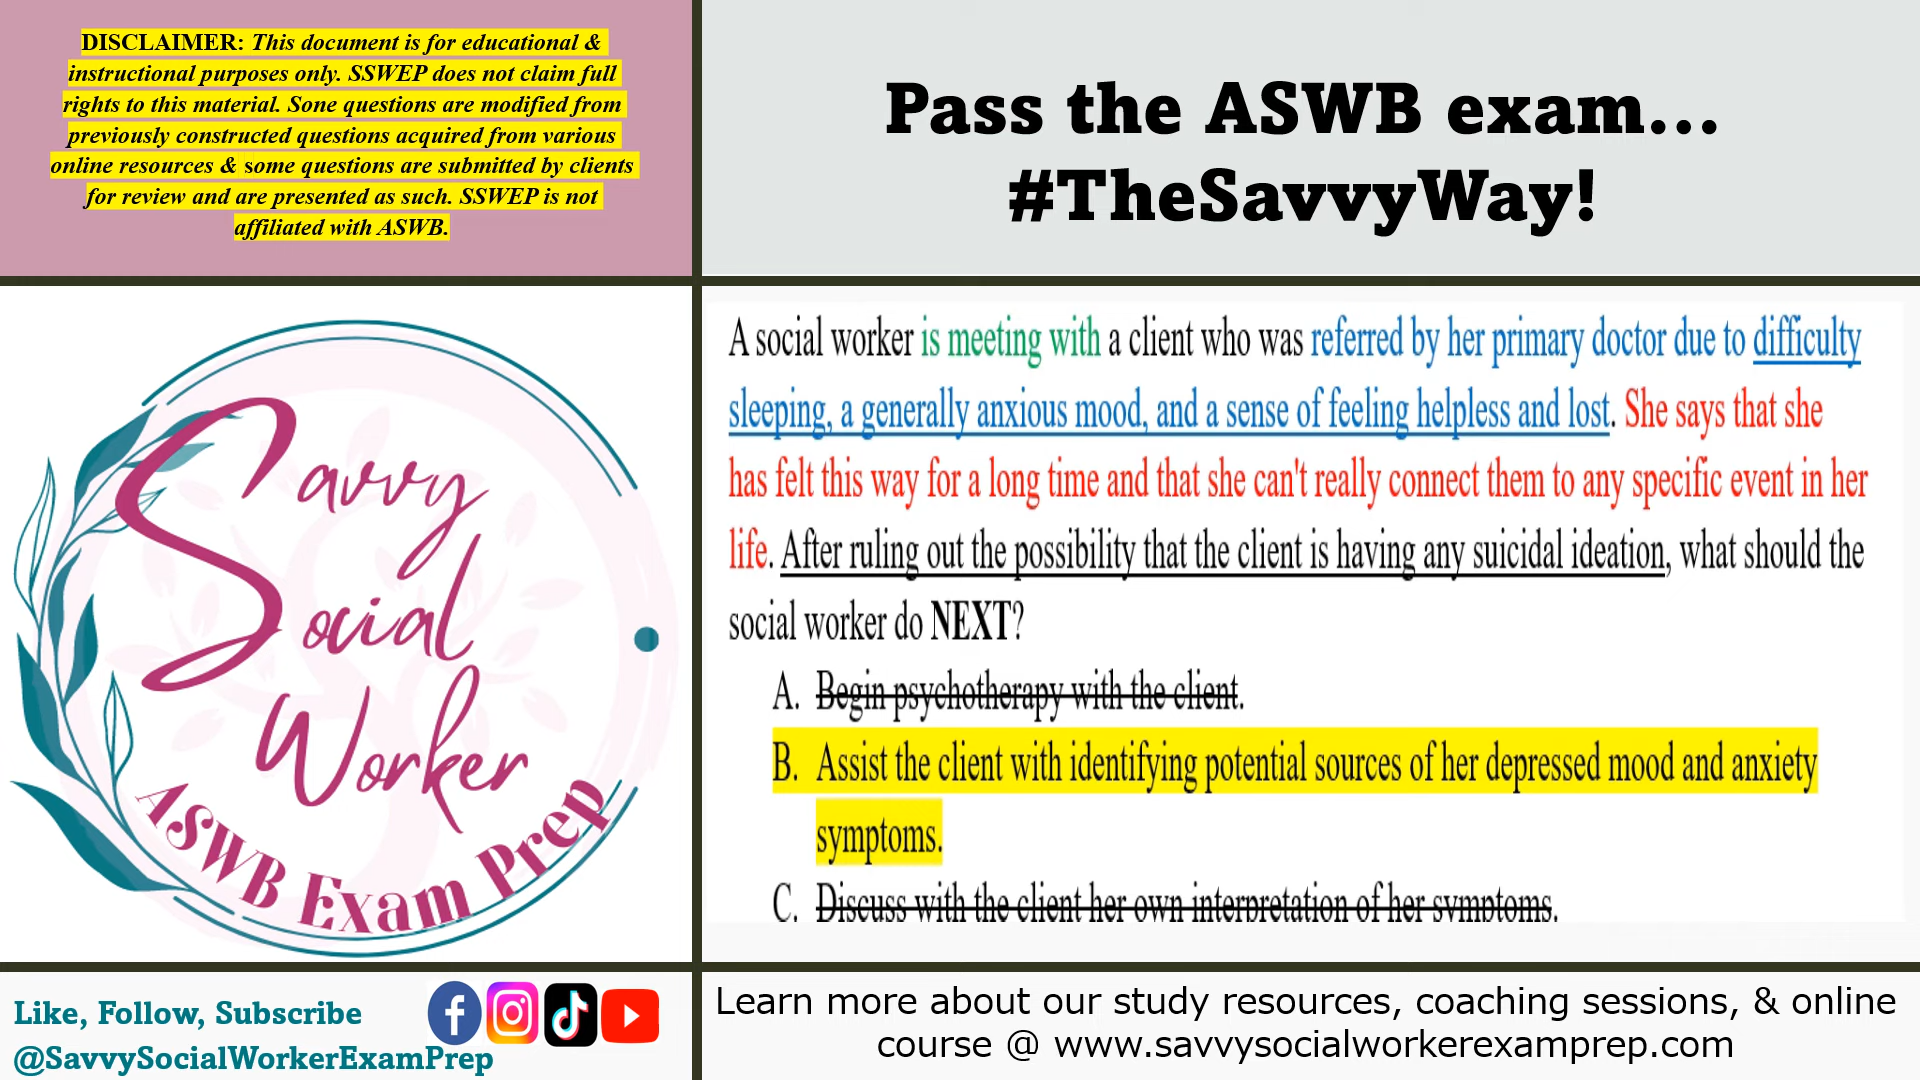 DISCLAIMER: This document is for educational &
instructional purposes only. SSWEP does not claim full
rights to this material. Sone questions are modified from
previously constructed questions acquired from various
online resources & some questions are submitted by clients
for review and are presented as such. SSWEP is not
affiliated with ASWB.
Pass the ASWB exam...
#TheSavvyWay!
Savvy
Social
Worker
ASWB Exam Prep
A social worker is meeting with a client who was referred by her primary doctor due to difficulty
sleeping, a generally anxious mood, and a sense of feeling helpless and lost. She says that she
has felt this way for a long time and that she can't really connect them to any specific event in her
life. After ruling out the possibility that the client is having any suicidal ideation, what should the
social worker do NEXT?
A. Begin psychotherapy with the client.
B. Assist the client with identifying potential sources of her depressed mood and anxiety
symptoms.
C. Discuss with the client her own interpretation of her symptoms.
Like, Follow, Subscribe
@SavvySocialWorkerExamPrep
Learn more about our study resources, coaching sessions, & online
course @ www.savvysocialworkerexamprep.com